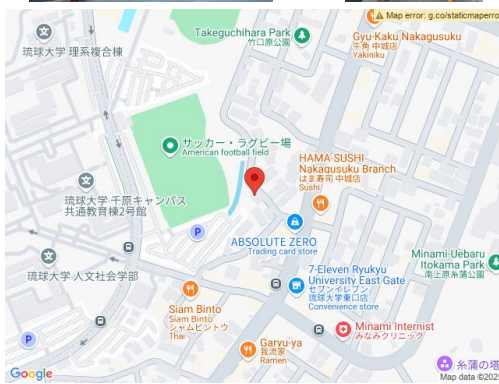 Map error: g.co/staticmaperro
Takeguchihara Park
竹口原公園
Gyu-Kaku Nakagusuku
牛角 中城店
Yakiniku
琉球大学 理系複合棟
サッカー・ラグビー場
American football field
HAMA-SUSHI
Nakagusuku Branch
はま寿司 中城店
Sushi
琉球大学 千原キャンパス
共通教育棟2号館
P
ABSOLUTE ZERO
Trading card store
Minami-Uebaru
Itokama Park
南上原糸蒲公園
琉球大学 人文社会学部
7-Eleven Ryukyu
University East Gate
セブンイレブン
琉球大学東口店
Convenience store
Siam Binto
Siam Binto
シャムビントウ
Thai
Minami Internist
みなみクリニック
P
Garyu-ya
我流家
Ramen
糸蒲の塔
Google
Map data ©2025